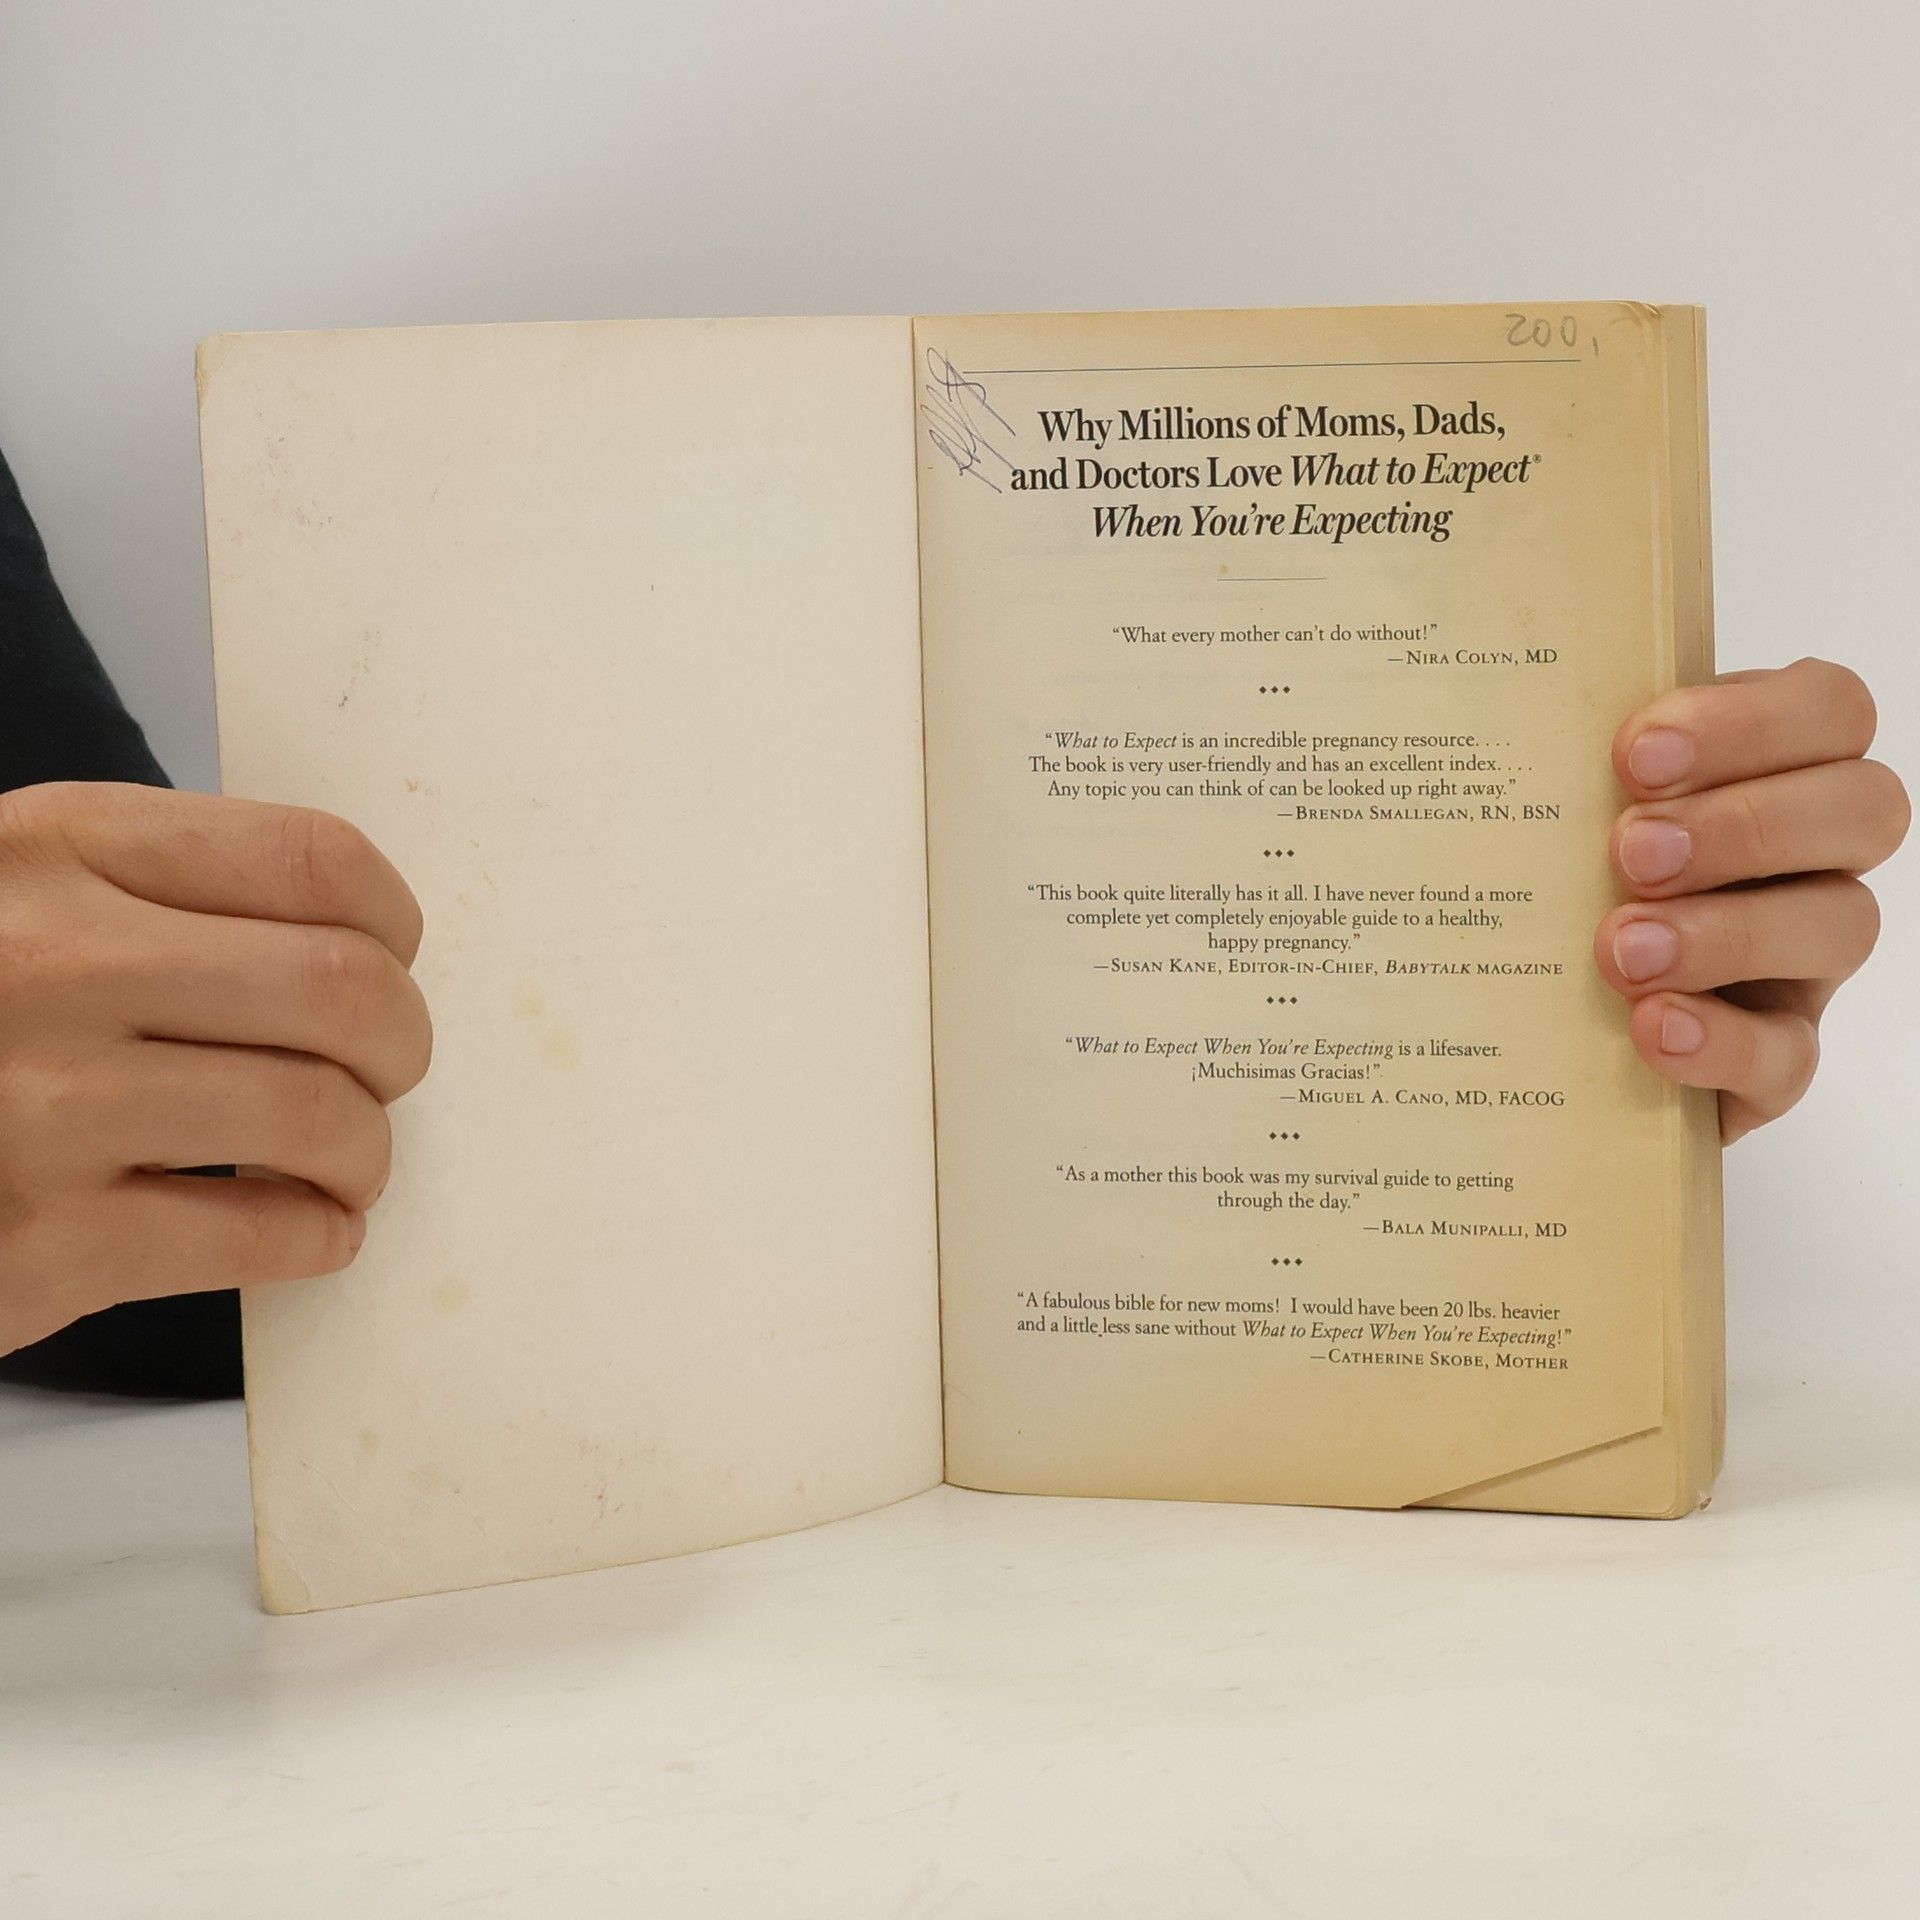 200,
Why Millions of Moms, Dads,
and Doctors Love What to Expect®
When You're Expecting
“What every mother can't do without!”
—NIRA COLYN, MD
◆◆◆
“What to Expect is an incredible pregnancy resource. . . .
The book is very user-friendly and has an excellent index. . . .
Any topic you can think of can be looked up right away.”
—BRENDA SMALLEGAN, RN, BSN
◆◆◆
“This book quite literally has it all. I have never found a more
complete yet completely enjoyable guide to a healthy,
happy pregnancy.”
—SUSAN KANE, EDITOR-IN-CHIEF, BABYTALK MAGAZINE
◆◆◆
“What to Expect When You're Expecting is a lifesaver.
¡Muchisimas Gracias!”
—MIGUEL A. CANO, MD, FACOG
◆◆◆
“As a mother this book was my survival guide to getting
through the day.”
—BALA MUNIPALLI, MD
◆◆◆
“A fabulous bible for new moms! I would have been 20 lbs. heavier
and a little less sane without What to Expect When You're Expecting!”
—CATHERINE SKOBE, MOTHER